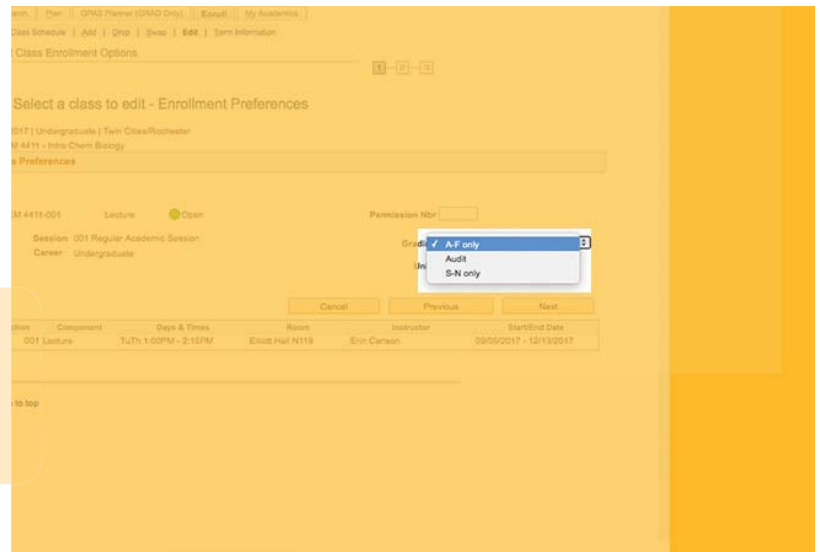 Plan | GPAS Planner (GRAD Only) | Enroll | My Academics
Class Schedule | Add | Drop | Swap | Edit | Term Information
Class Enrollment Options
1 2 3
Select a class to edit - Enrollment Preferences
2017 | Undergraduate | Twin Cities/Rochester
4411 - Intro Chem Biology
Preferences
4411-001 Lecture Open Permission Nbr
Session 001 Regular Academic Session
✓ A-F only
Career Undergraduate
Audit
S-N only
Cancel Previous Next
Component Days & Times Room Instructor Start/End Date
001 Lecture TuTh 1:00PM - 2:15PM Elliott Hall N119 Erin Carlson 09/05/2017 - 12/13/2017
to top